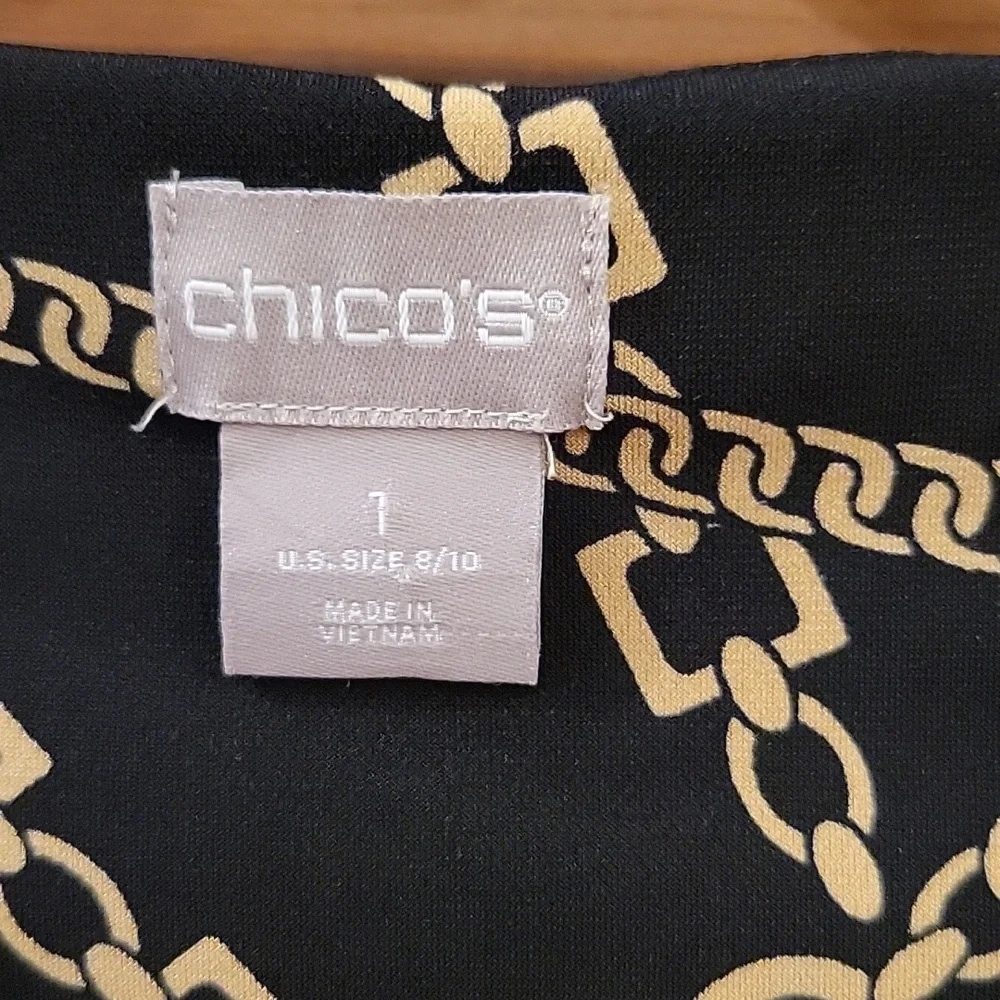 chico's®
1
U.S. SIZE 8/10
MADE IN
VIETNAM